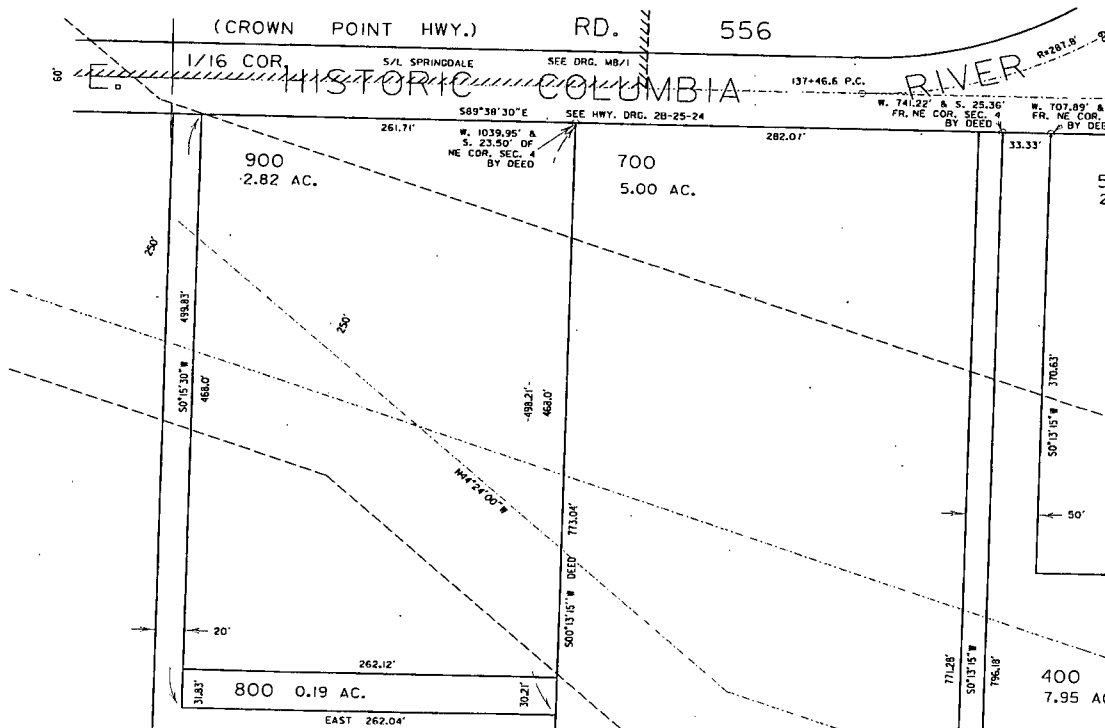 (CROWN POINT HWY.) RD. 556
1/16 COR.
S/L SPRINGDALE
SEE DRG. MB/1
137+46.6 P.C.
R=287.8'
60'
E. HISTORIC COLUMBIA RIVER
S89°38'30"E
SEE HWY. DRG. 2B-25-24
261.71'
282.07'
W. 1039.95' &
S. 23.50' OF
NE COR. SEC. 4
BY DEED
W. 741.22' & S. 25.36'
FR. NE COR. SEC. 4
BY DEED
W. 707.89' &
FR. NE COR.
BY DEE
33.33'
900
2.82 AC.
700
5.00 AC.
5
2
250'
250'
499.83'
S0°15'30"W
468.0'
-498.21'-
468.0'
N44°24'00"W
S00°13'15"W DEED 773.04'
370.63'
S0°13'15"W
50'
20'
262.12'
31.83'
800 0.19 AC.
30.21'
EAST 262.04'
771.28'
S0°13'15"W
796.18'
400
7.95 AC